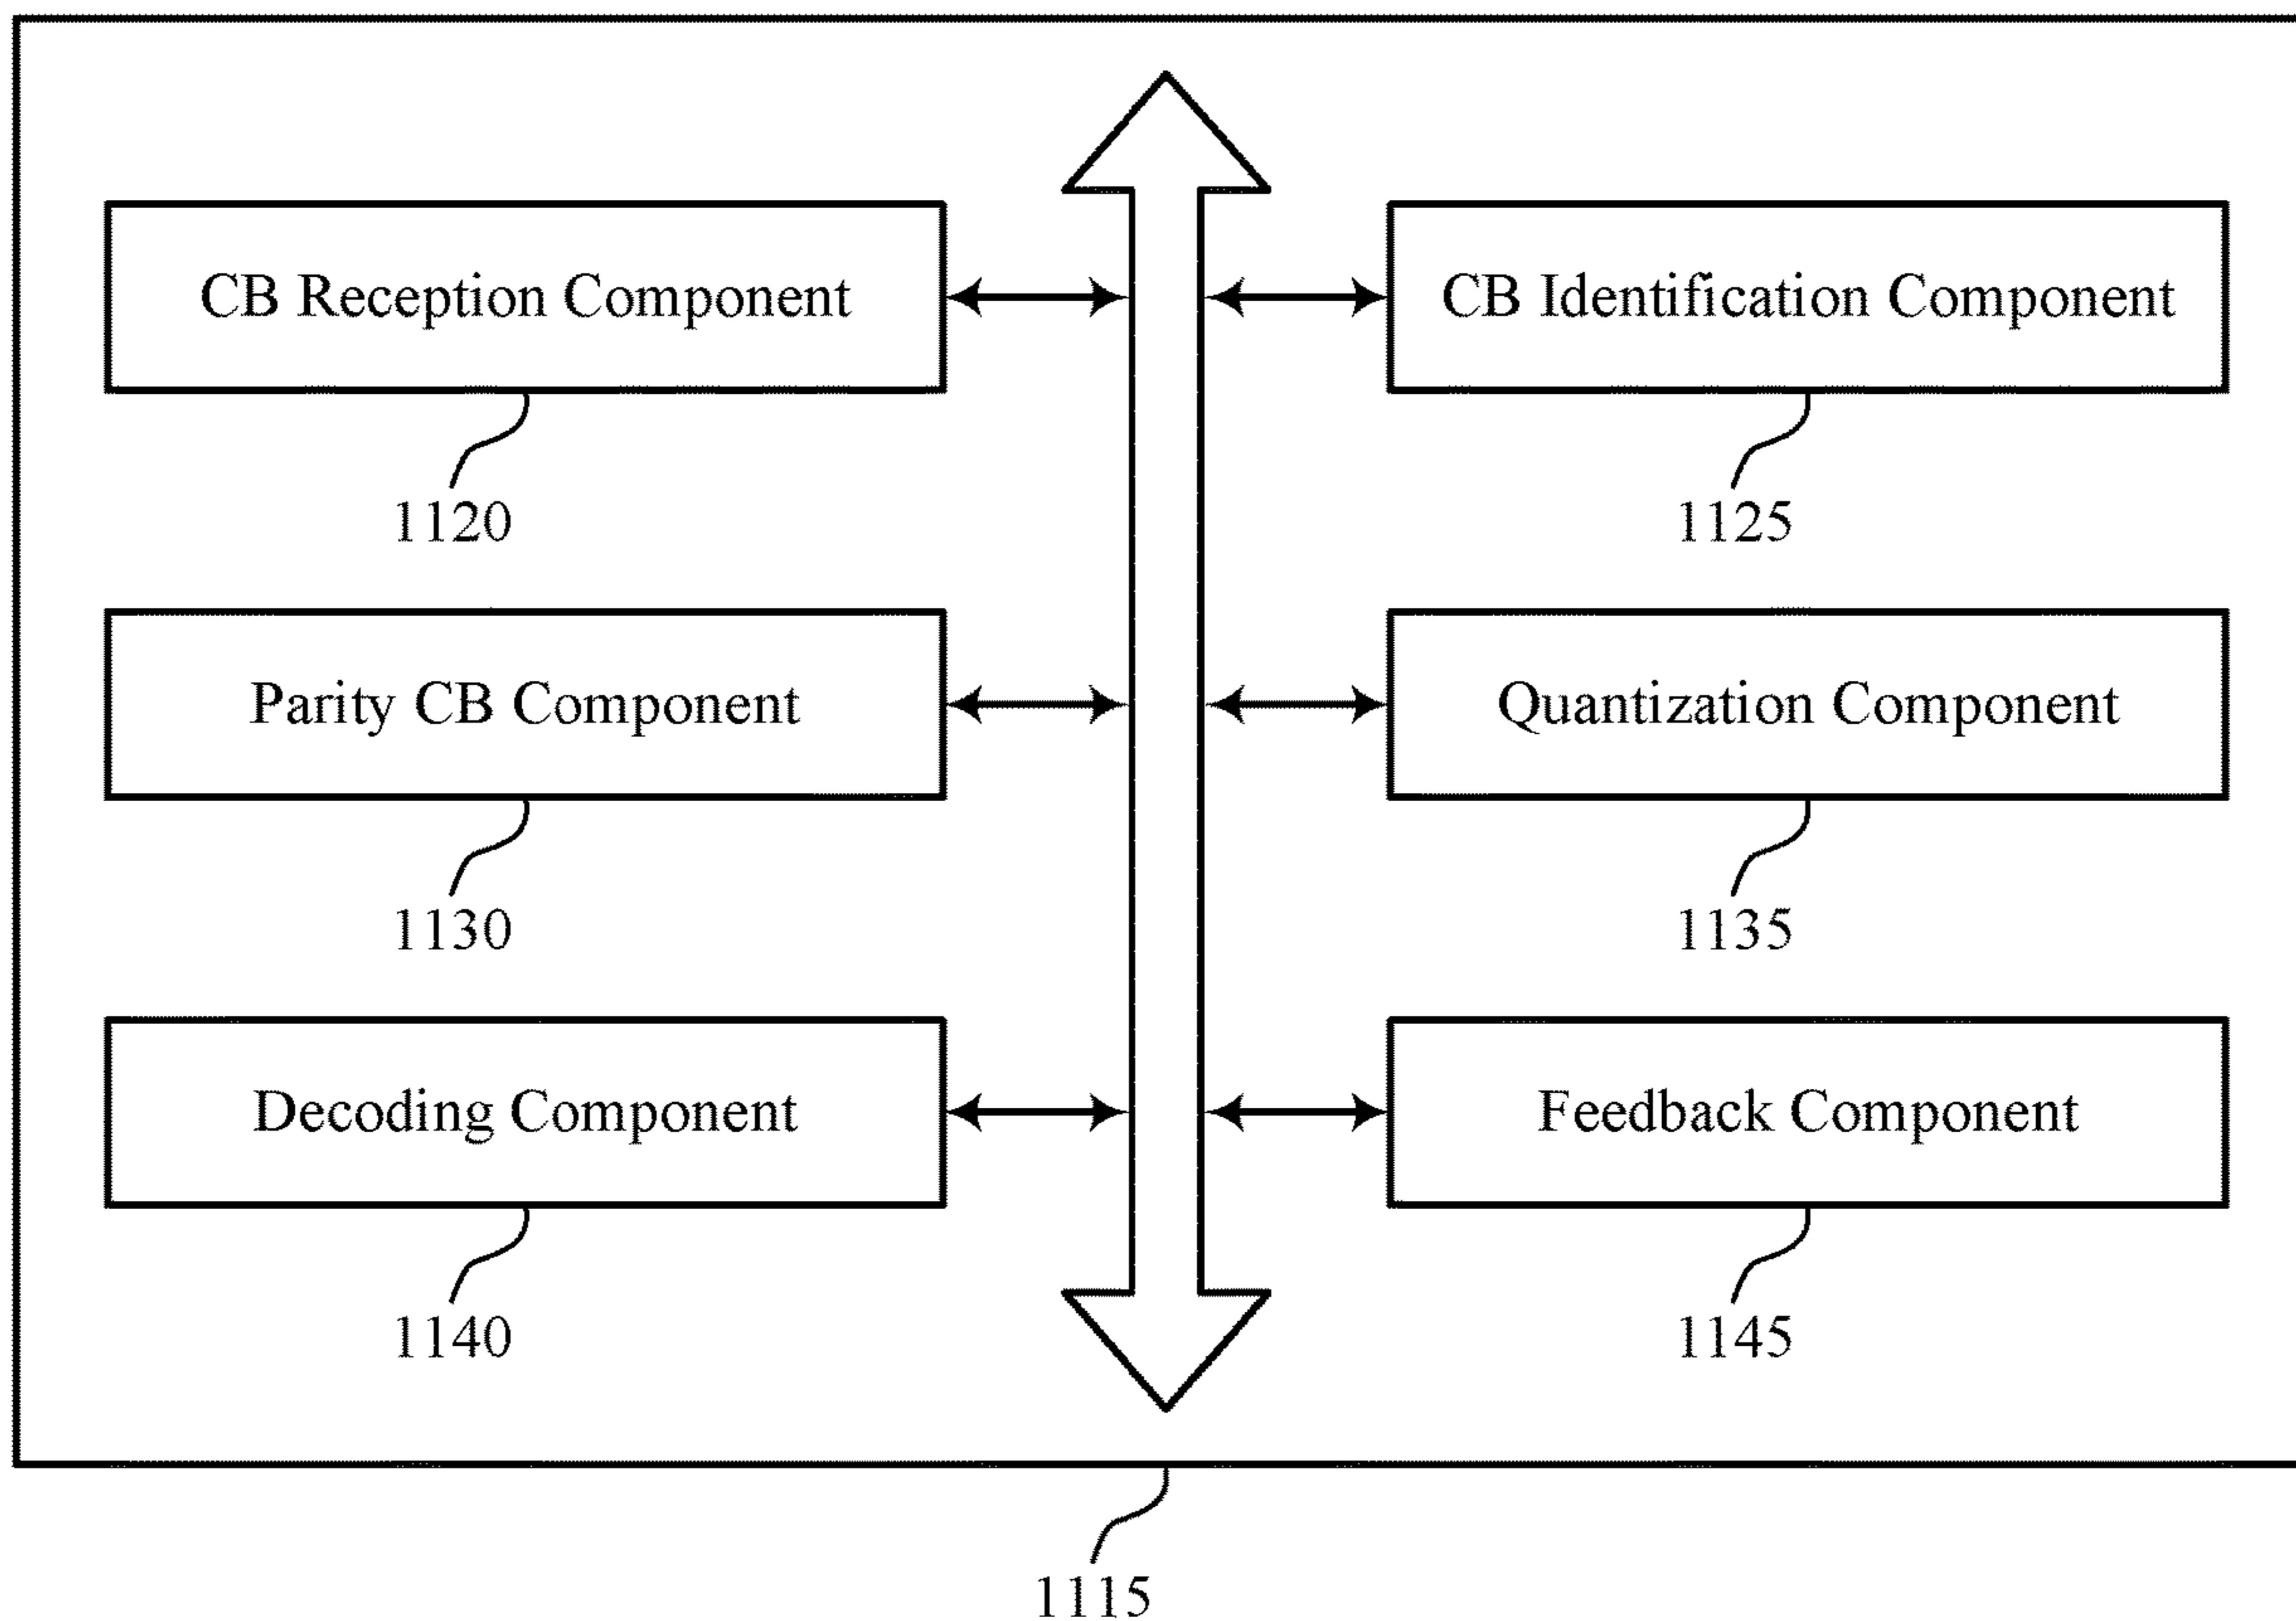 CB Reception Component
CB Identification Component
1120
1125
Parity CB Component
Quantization Component
1130
1135
Decoding Component
Feedback Component
1140
1145
1115